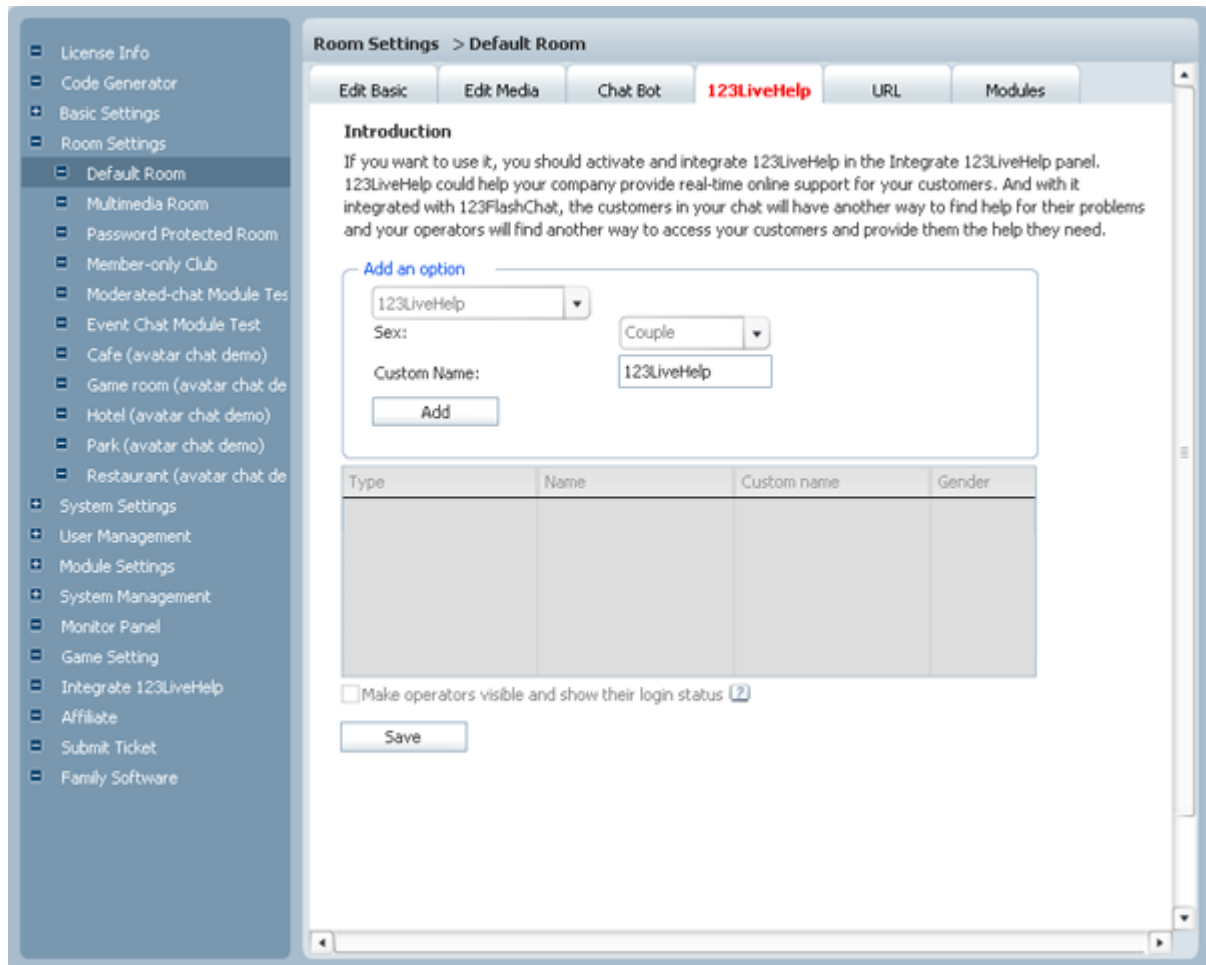 License Info
Code Generator
Basic Settings
Room Settings
Default Room
Multimedia Room
Password Protected Room
Member-only Club
Moderated-chat Module Tes
Event Chat Module Test
Cafe (avatar chat demo)
Game room (avatar chat de
Hotel (avatar chat demo)
Park (avatar chat demo)
Restaurant (avatar chat de
System Settings
User Management
Module Settings
System Management
Monitor Panel
Game Setting
Integrate 123LiveHelp
Affiliate
Submit Ticket
Family Software
Room Settings > Default Room
Edit Basic Edit Media Chat Bot 123LiveHelp URL Modules
Introduction
If you want to use it, you should activate and integrate 123LiveHelp in the Integrate 123LiveHelp panel.
123LiveHelp could help your company provide real-time online support for your customers. And with it
integrated with 123FlashChat, the customers in your chat will have another way to find help for their problems
and your operators will find another way to access your customers and provide them the help they need.
Add an option
123LiveHelp
Sex: Couple
Custom Name: 123LiveHelp
Add
Type Name Custom name Gender
Make operators visible and show their login status ?
Save